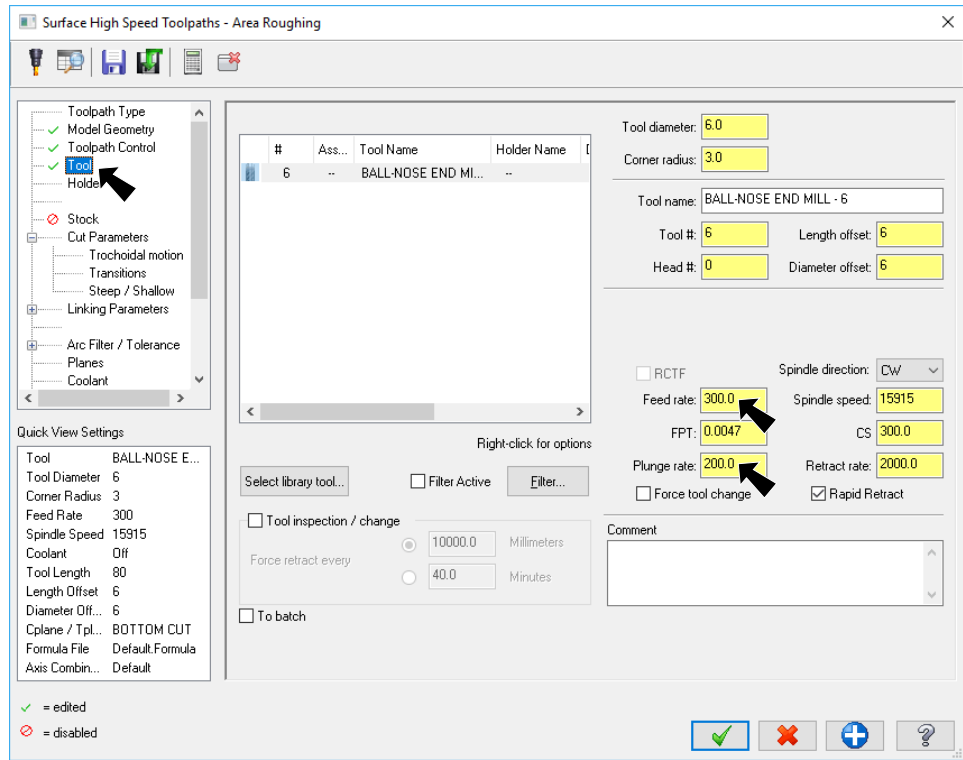 Surface High Speed Toolpaths - Area Roughing
Toolpath Type
Model Geometry
Toolpath Control
Tool
Holder
Stock
Cut Parameters
Trochoidal motion
Transitions
Steep / Shallow
Linking Parameters
Arc Filter / Tolerance
Planes
Coolant
Quick View Settings
Tool BALL-NOSE E...
Tool Diameter 6
Corner Radius 3
Feed Rate 300
Spindle Speed 15915
Coolant Off
Tool Length 80
Length Offset 6
Diameter Off... 6
Cplane / Tpl... BOTTOM CUT
Formula File Default.Formula
Axis Combin... Default
✓ = edited
= disabled
# Ass... Tool Name Holder Name
6 -- BALL-NOSE END MI... --
Right-click for options
Select library tool... Filter Active Filter...
Tool inspection / change
Force retract every
10000.0 Millimeters
40.0 Minutes
To batch
Tool diameter: 6.0
Corner radius: 3.0
Tool name: BALL-NOSE END MILL - 6
Tool #: 6 Length offset: 6
Head #: 0 Diameter offset: 6
RCTF Spindle direction: CW
Feed rate: 300.0 Spindle speed: 15915
FPT: 0.0047 CS 300.0
Plunge rate: 200.0 Retract rate: 2000.0
Force tool change Rapid Retract
Comment